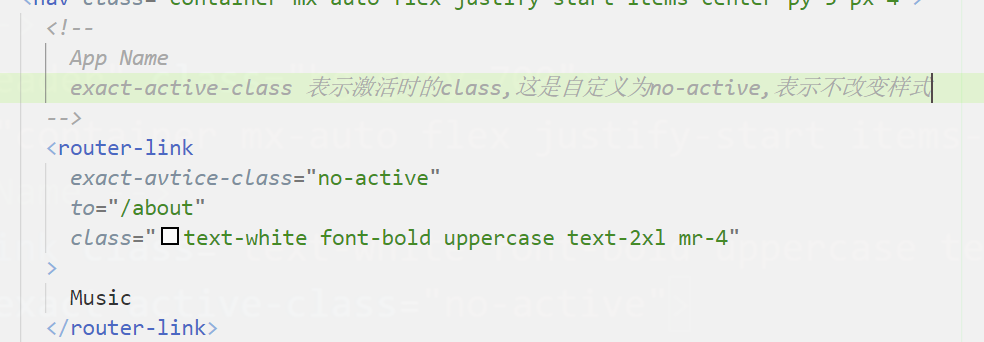 <nav class="container mx-auto flex justify-start items-center py-5 px-4">
<!--
App Name
exact-active-class 表示激活时的class,这是自定义为no-active,表示不改变样式
-->
<router-link
exact-avtice-class="no-active"
to="/about"
class="text-white font-bold uppercase text-2xl mr-4"
>
Music
</router-link>